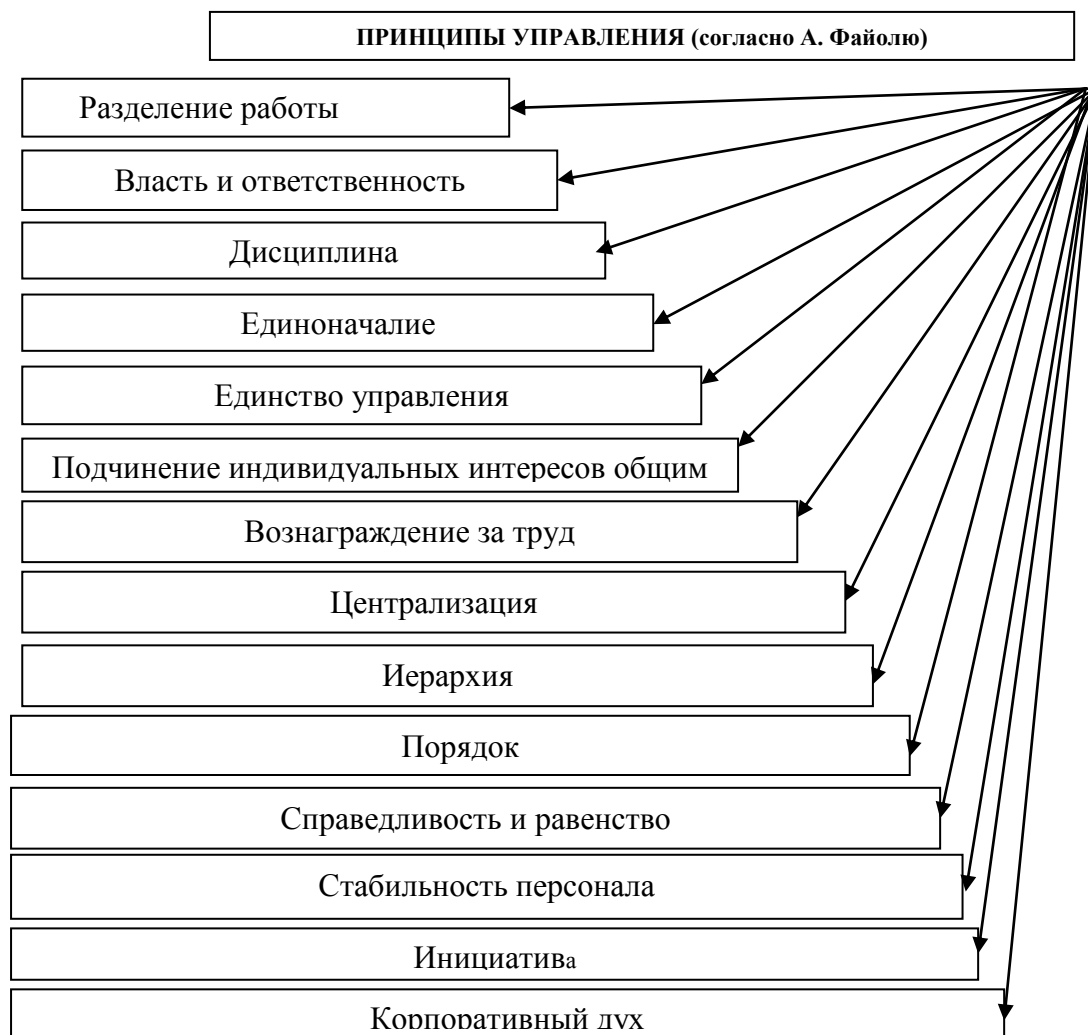 ПРИНЦИПЫ УПРАВЛЕНИЯ (согласно А. Файолю)
Разделение работы
Власть и ответственность
Дисциплина
Единоначалие
Единство управления
Подчинение индивидуальных интересов общим
Вознаграждение за труд
Централизация
Иерархия
Порядок
Справедливость и равенство
Стабильность персонала
Инициатива
Корпоративный дух